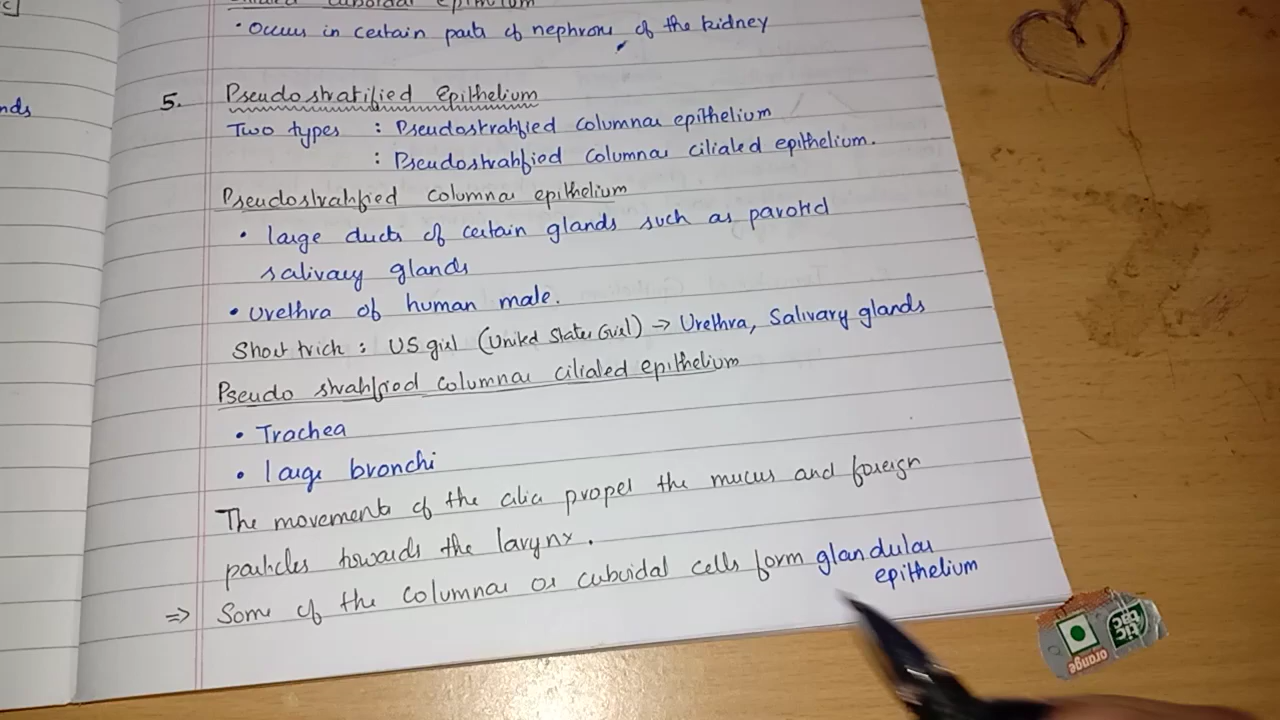 c
nds
• Occurs in certain parts of nephrons of the kidney
5. Pseudostratified epithelium
Two types : Pseudostratified columnar epithelium
: Pseudostratified columnar ciliated epithelium.
Pseudostratified columnar epithelium
• large ducts of certain glands such as parotid
salivary glands
• Urethra of human male.
Short trick : US girl (United States Girl) → Urethra, Salivary glands
Pseudo stratified columnar ciliated epithelium
• Trachea
• large bronchi
The movements of the cilia propel the mucus and foreign
particles towards the larynx.
⇒ Some of the columnar or cuboidal cells form glandular
epithelium
tic tac
orange